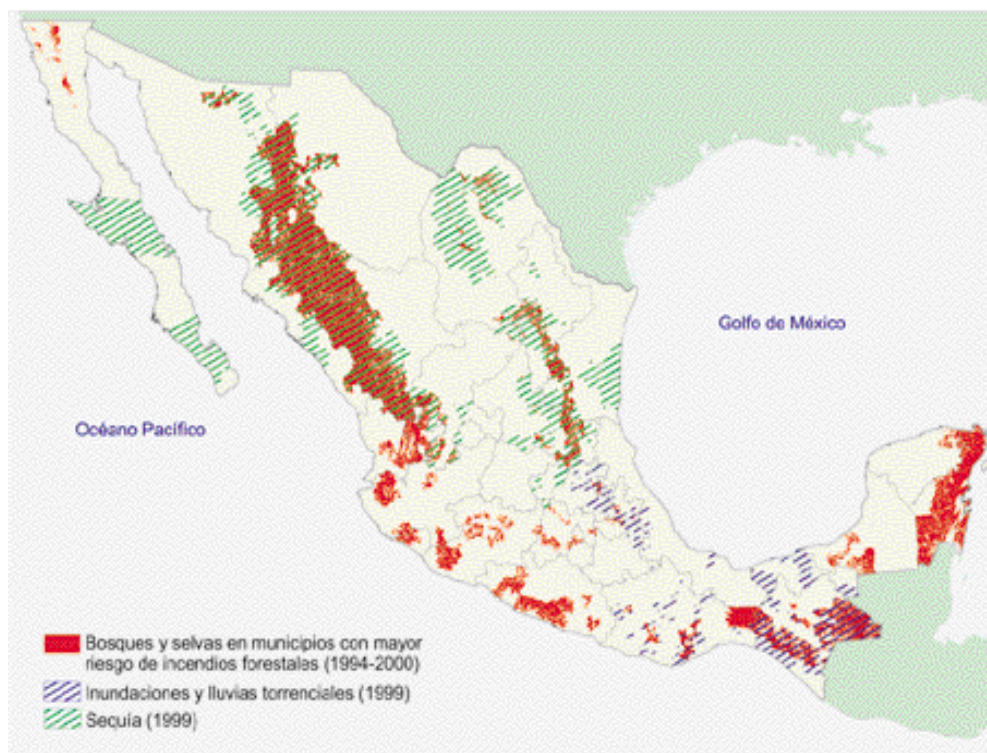 Golfo de México
Océano Pacífico
Bosques y selvas en municipios con mayor
riesgo de incendios forestales (1994-2000)
Inundaciones y lluvias torrenciales (1999)
Sequía (1999)